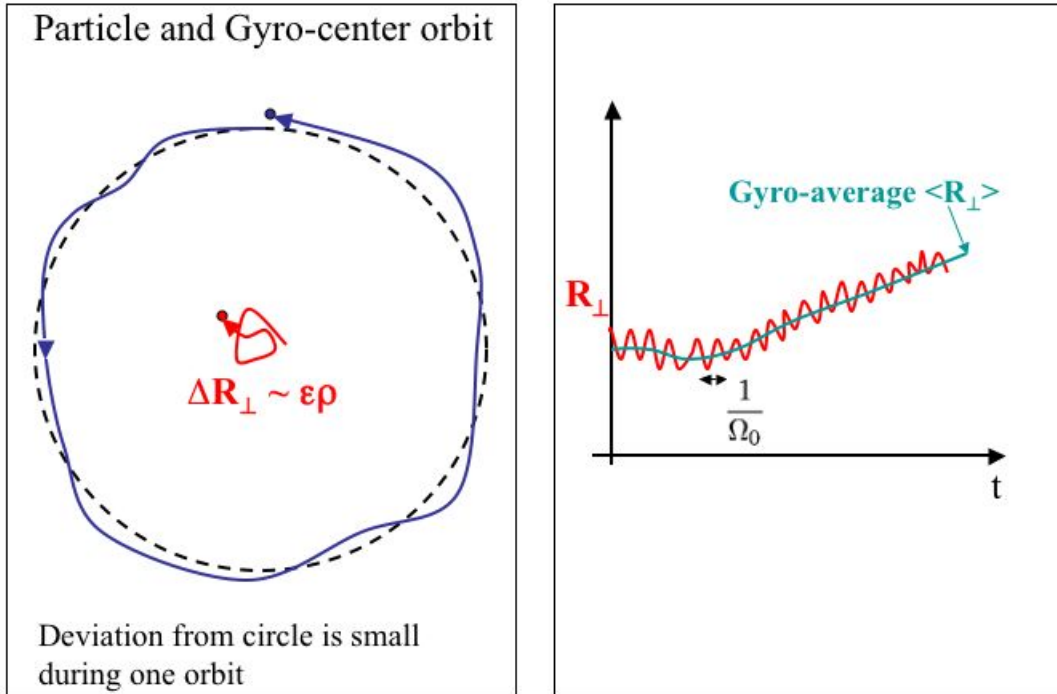 Particle and Gyro-center orbit
ΔR⊥ ~ ερ
Deviation from circle is small
during one orbit
Gyro-average <R⊥>
R⊥
1
Ω₀
t